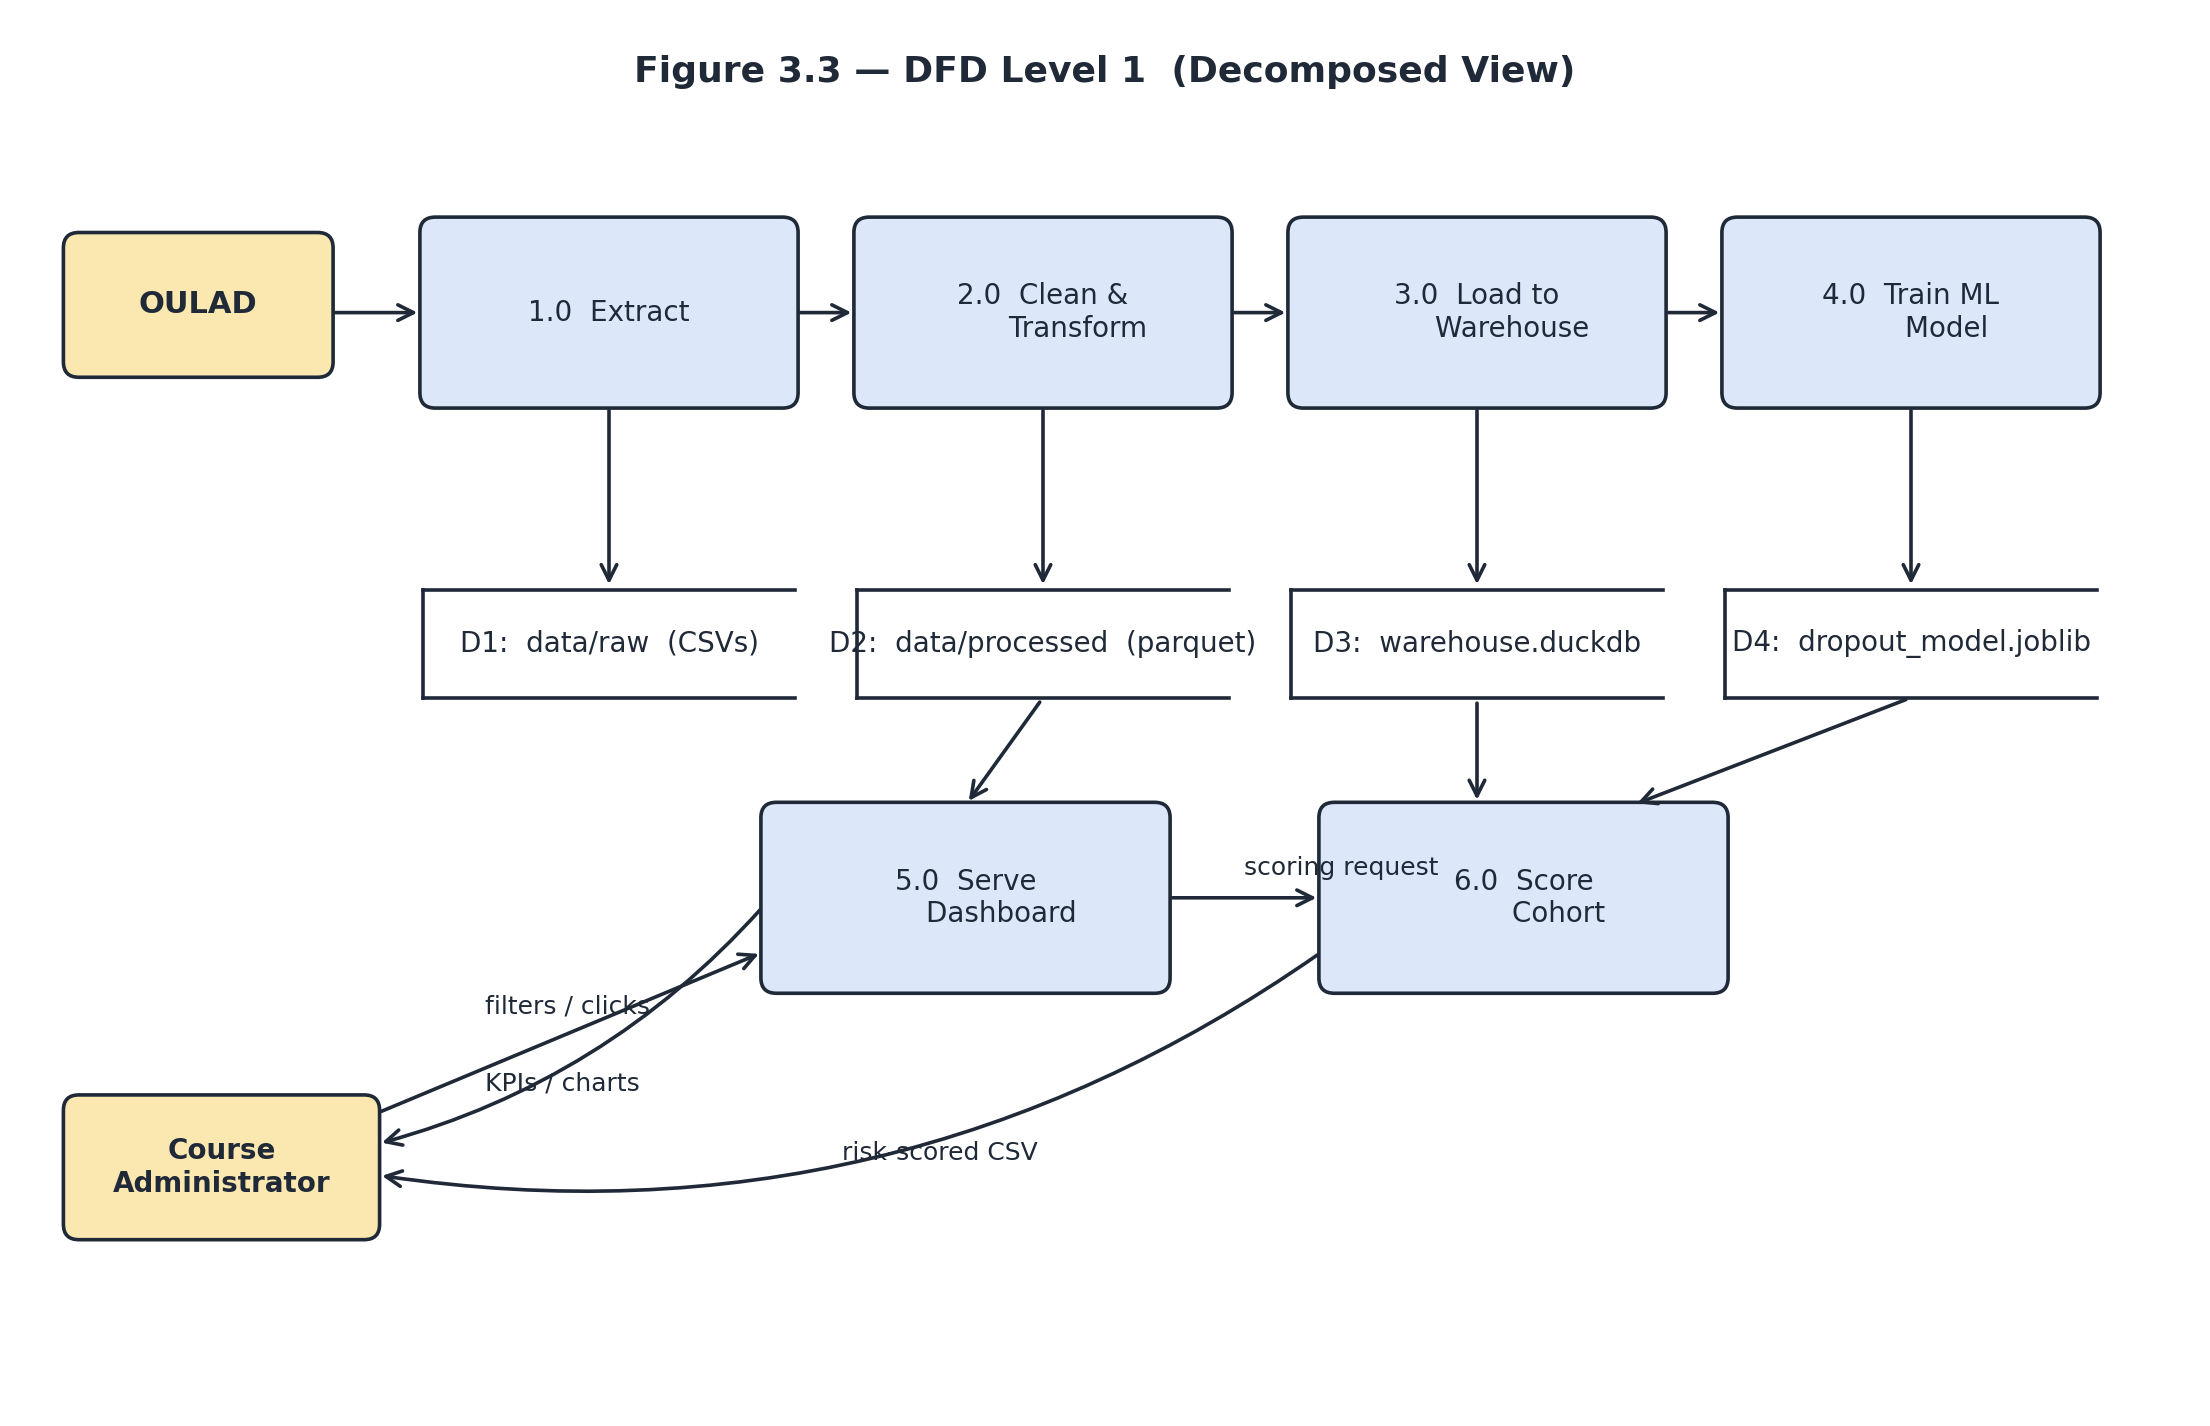 Figure 3.3 — DFD Level 1  (Decomposed View)
OULAD
1.0  Extract
2.0  Clean &
Transform
3.0  Load to
Warehouse
4.0  Train ML
Model
D1:  data/raw  (CSVs)
D2:  data/processed  (parquet)
D3:  warehouse.duckdb
D4:  dropout_model.joblib
5.0  Serve
Dashboard
scoring request
6.0  Score
Cohort
filters / clicks
KPIs / charts
risk-scored CSV
Course
Administrator